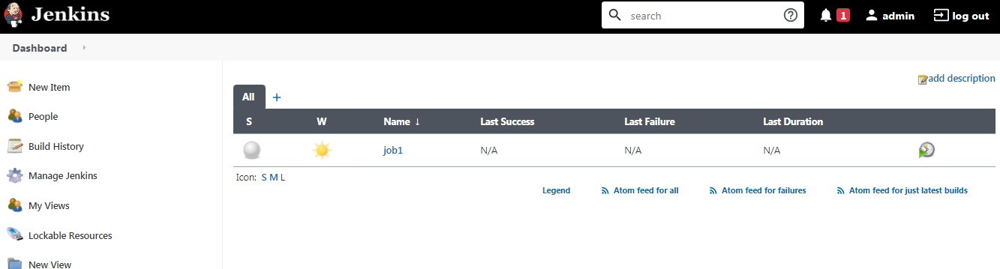 Jenkins
search
1
admin
log out
Dashboard
New Item
People
Build History
Manage Jenkins
My Views
Lockable Resources
New View
add description
All +
S W Name ↓ Last Success Last Failure Last Duration
job1 N/A N/A N/A
Icon: S M L
Legend Atom feed for all Atom feed for failures Atom feed for just latest builds